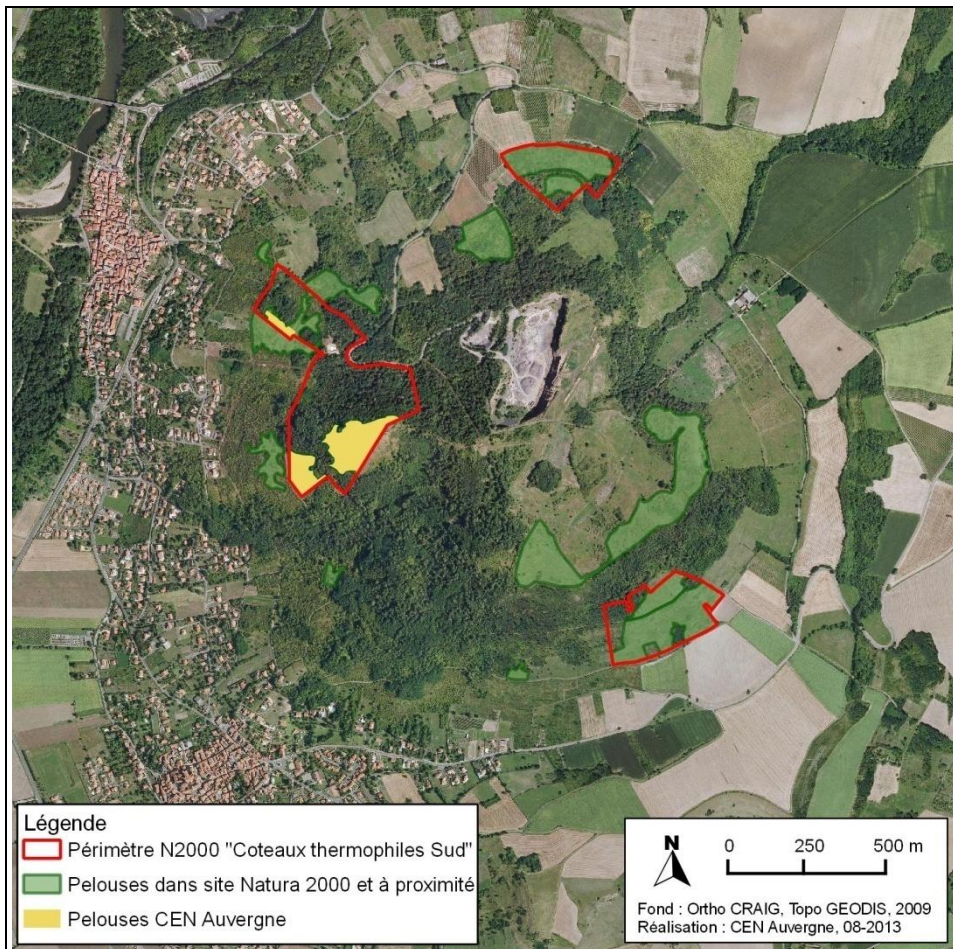 Légende
Périmètre N2000 "Coteaux thermophiles Sud"
Pelouses dans site Natura 2000 et à proximité
Pelouses CEN Auvergne
N
0 250 500 m
Fond : Ortho CRAIG, Topo GEODIS, 2009
Réalisation : CEN Auvergne, 08-2013